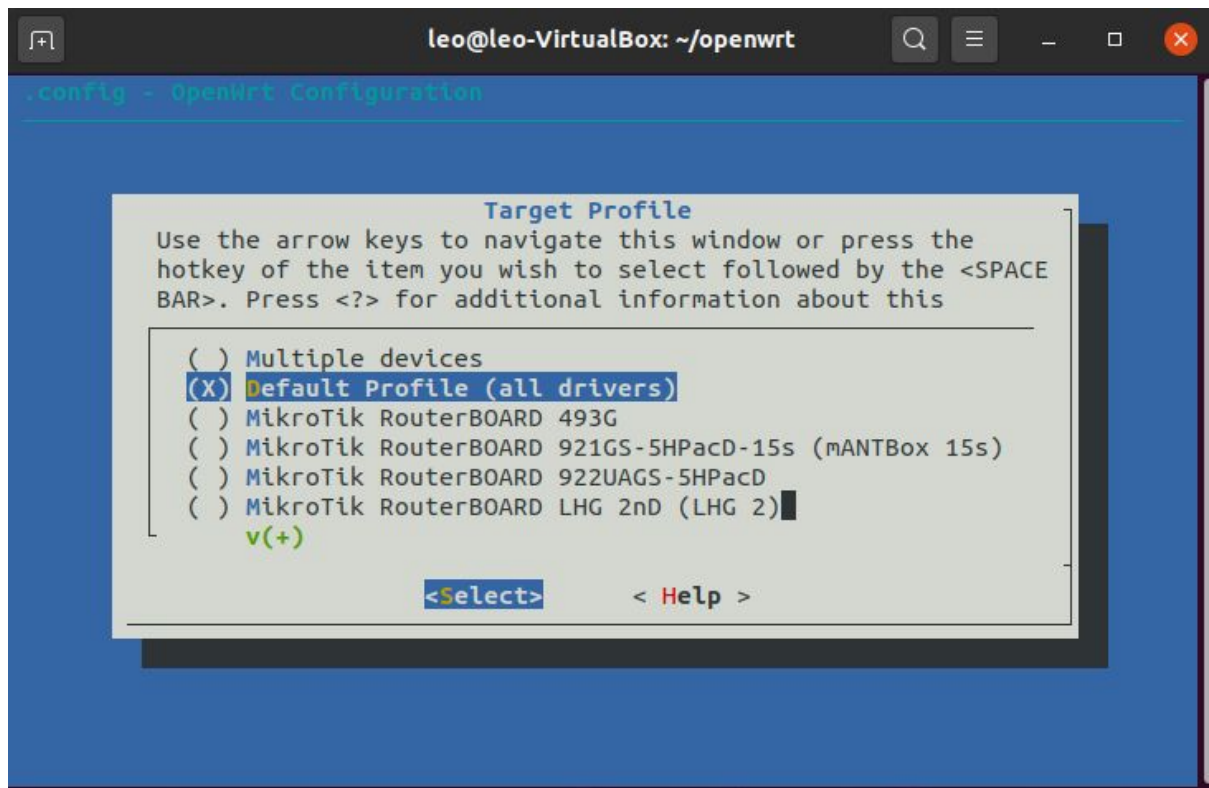 leo@leo-VirtualBox: ~/openwrt
.config - OpenWrt Configuration
Target Profile
Use the arrow keys to navigate this window or press the
hotkey of the item you wish to select followed by the <SPACE
BAR>. Press <?> for additional information about this
( ) Multiple devices
(X) Default Profile (all drivers)
( ) MikroTik RouterBOARD 493G
( ) MikroTik RouterBOARD 921GS-5HPacD-15s (mANTBox 15s)
( ) MikroTik RouterBOARD 922UAGS-5HPacD
( ) MikroTik RouterBOARD LHG 2nD (LHG 2)
v(+)
<Select> < Help >